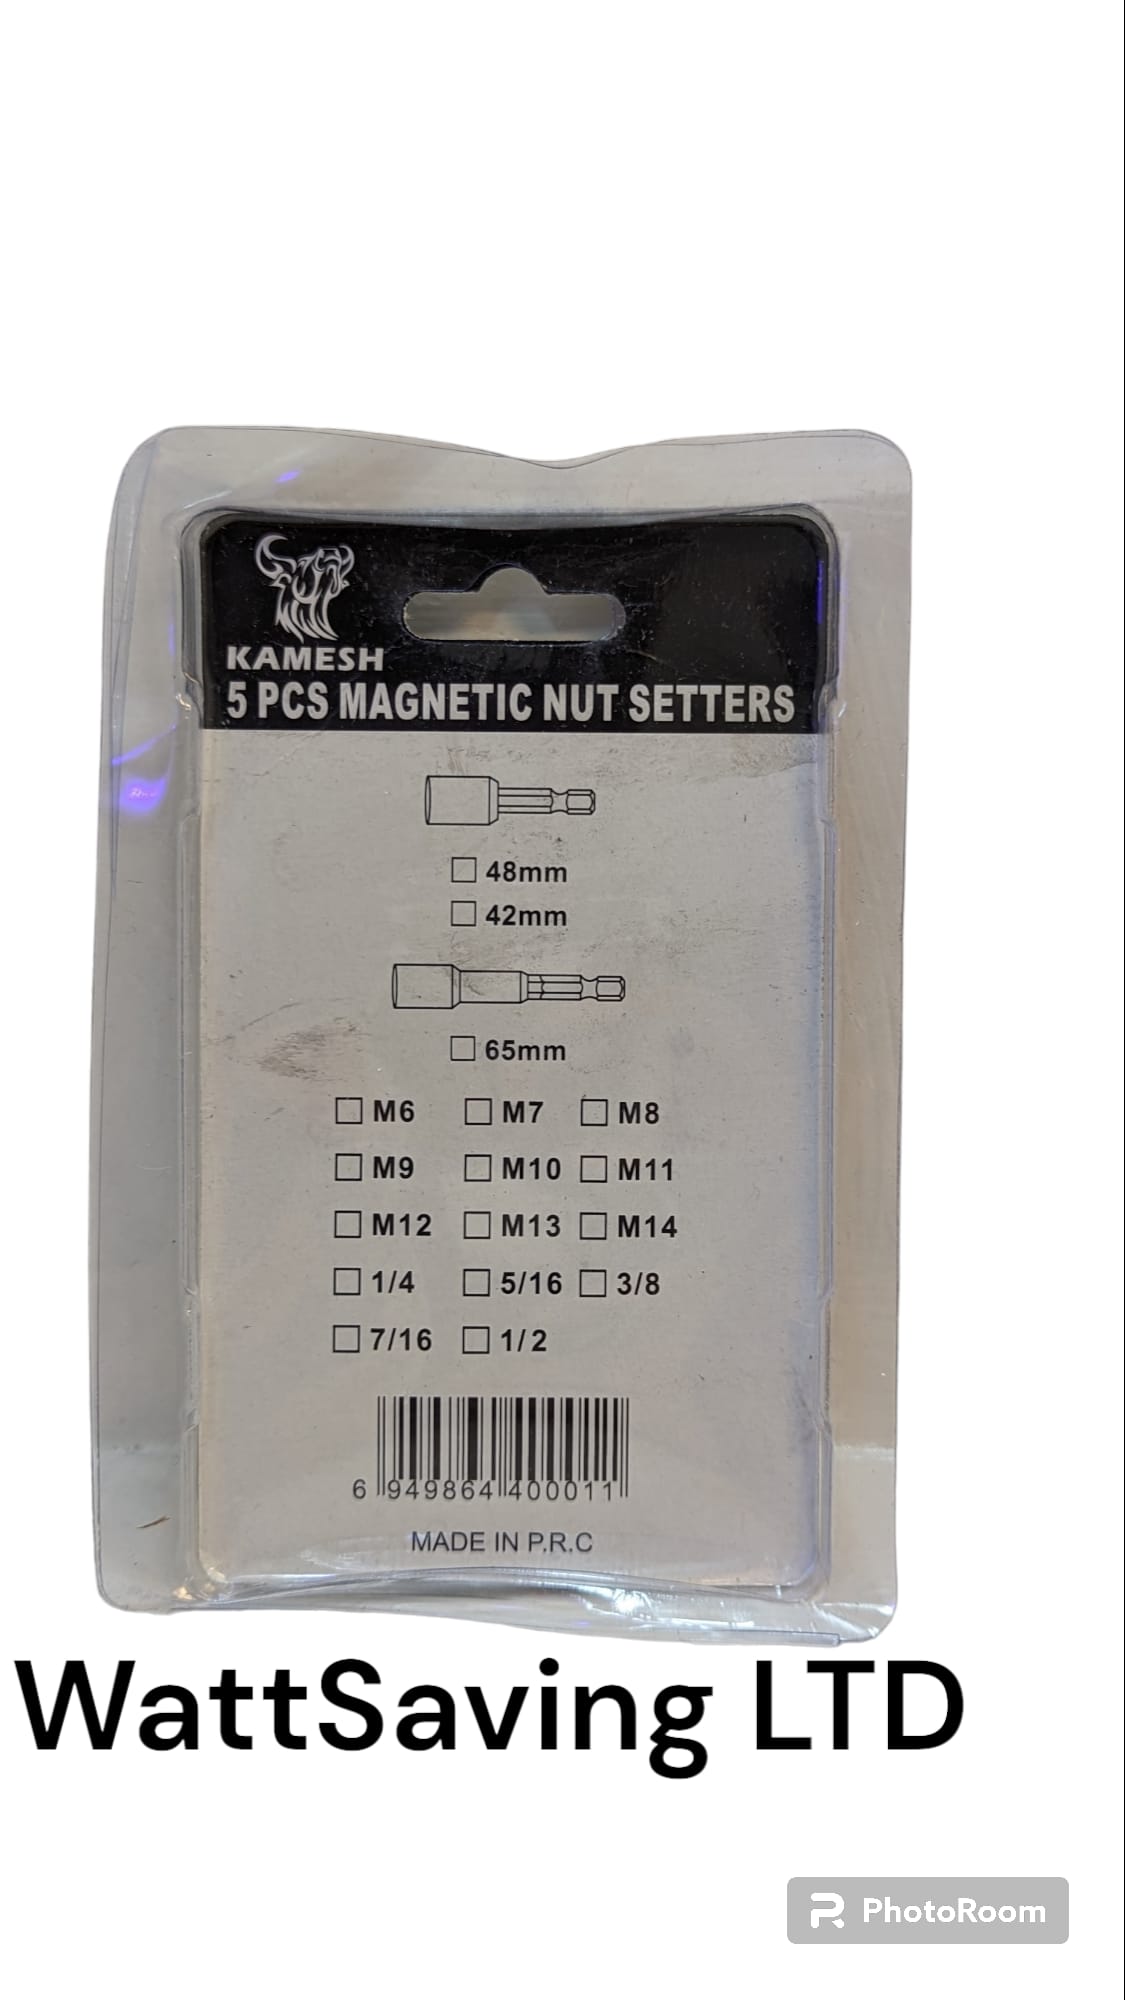 KAMESH
5 PCS MAGNETIC NUT SETTERS
48mm
42mm
65mm
M6 M7 M8
M9 M10 M11
M12 M13 M14
1/4 5/16 3/8
7/16 1/2
6 949864 400011
MADE IN P.R.C
WattSaving LTD
PhotoRoom